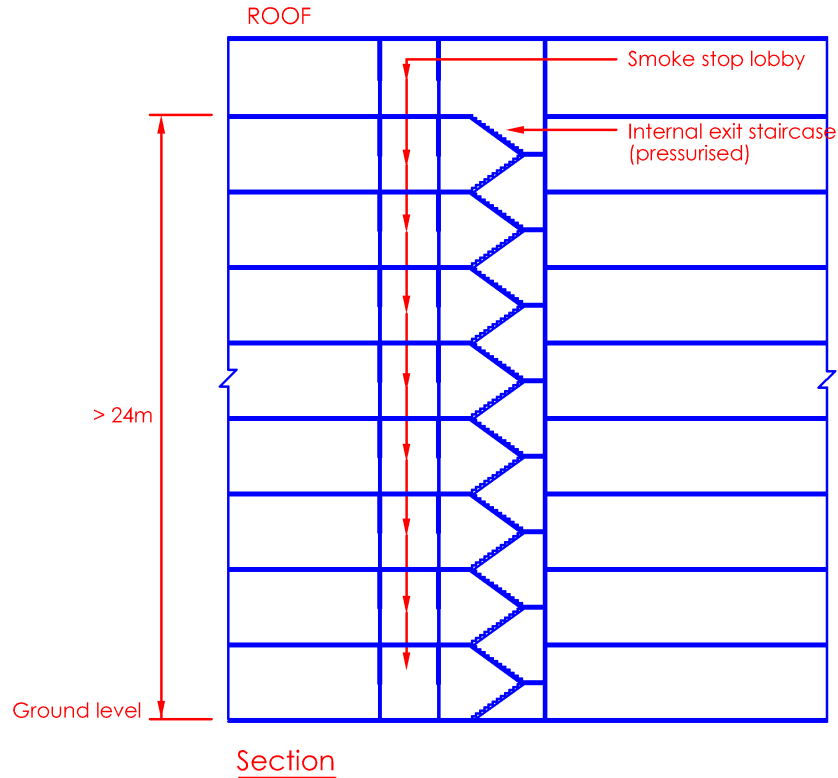 ROOF
Smoke stop lobby
Internal exit staircase
(pressurised)
> 24m
Ground level
Section